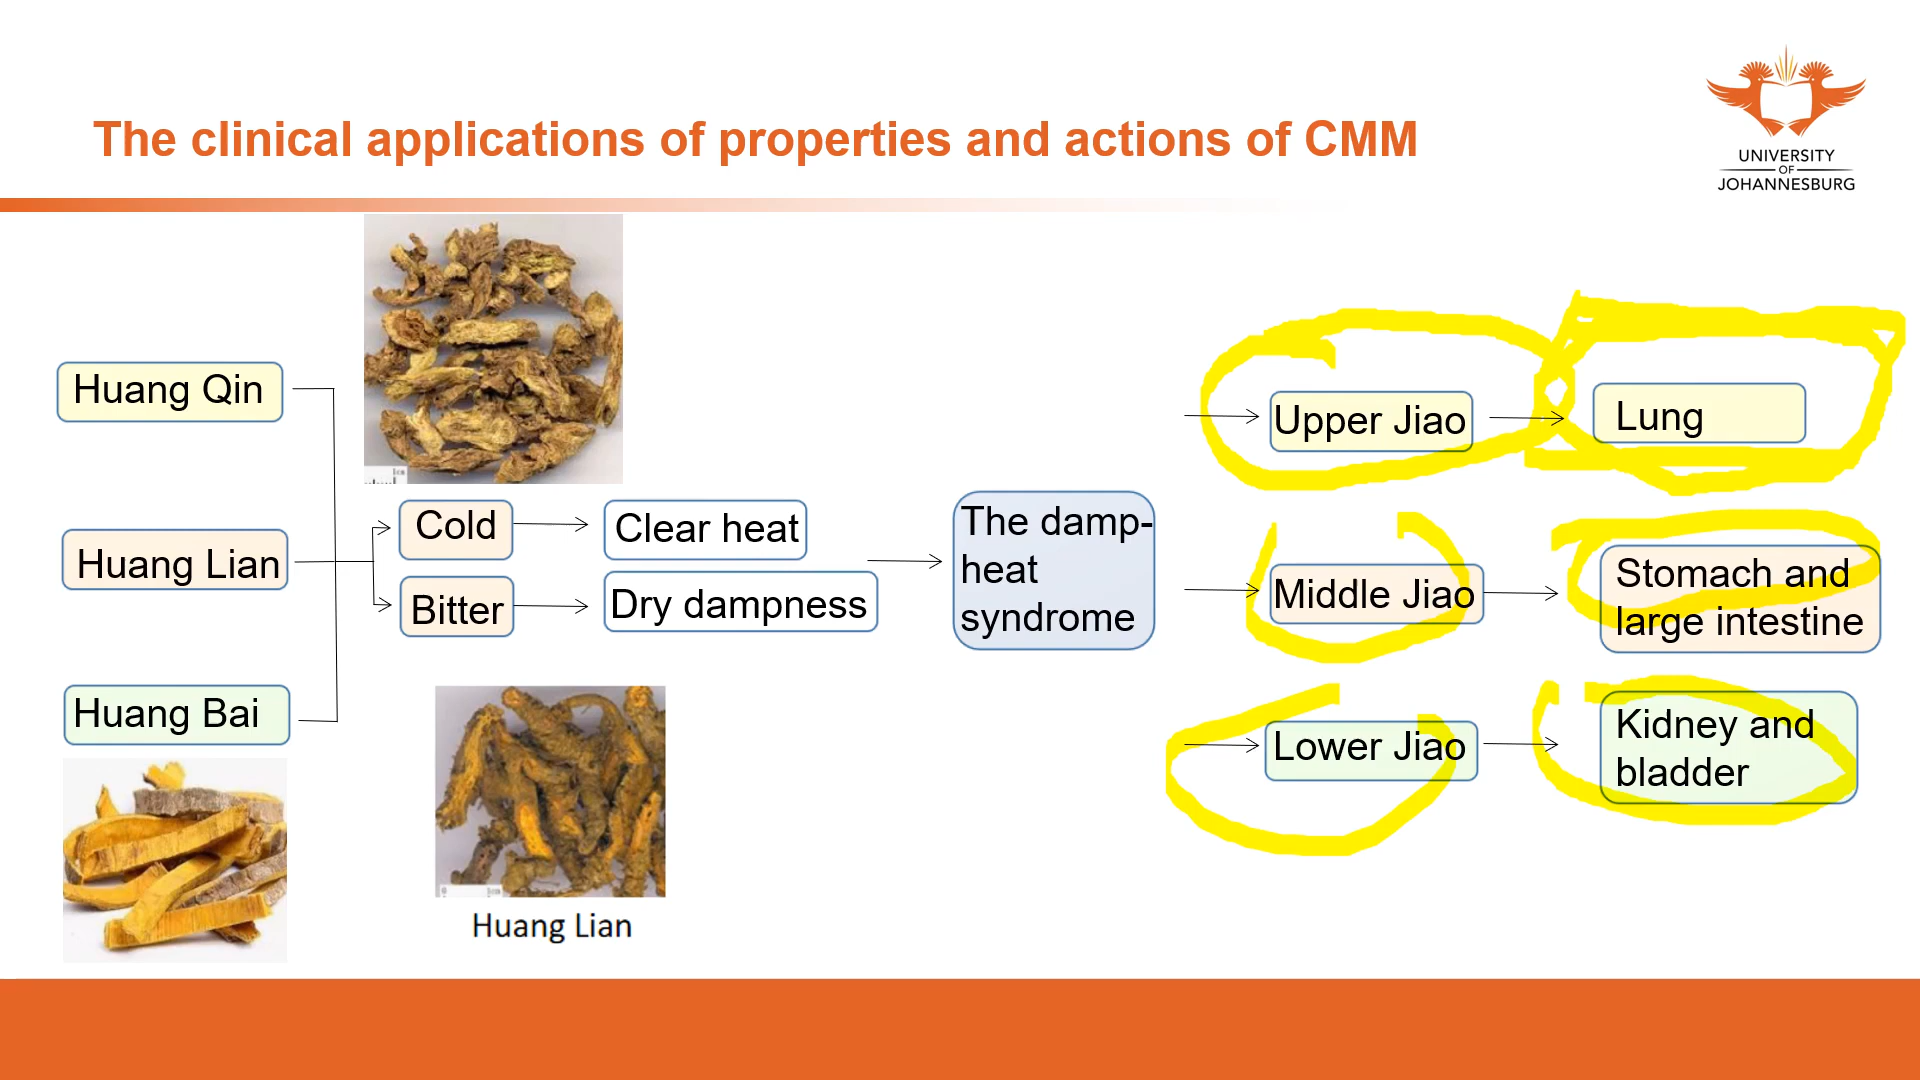 The clinical applications of properties and actions of CMM
UNIVERSITY
OF
JOHANNESBURG
Huang Qin
Huang Lian
Huang Bai
Cold
Bitter
Clear heat
Dry dampness
The damp-
heat
syndrome
Upper Jiao
Lung
Middle Jiao
Stomach and
large intestine
Lower Jiao
Kidney and
bladder
Huang Lian